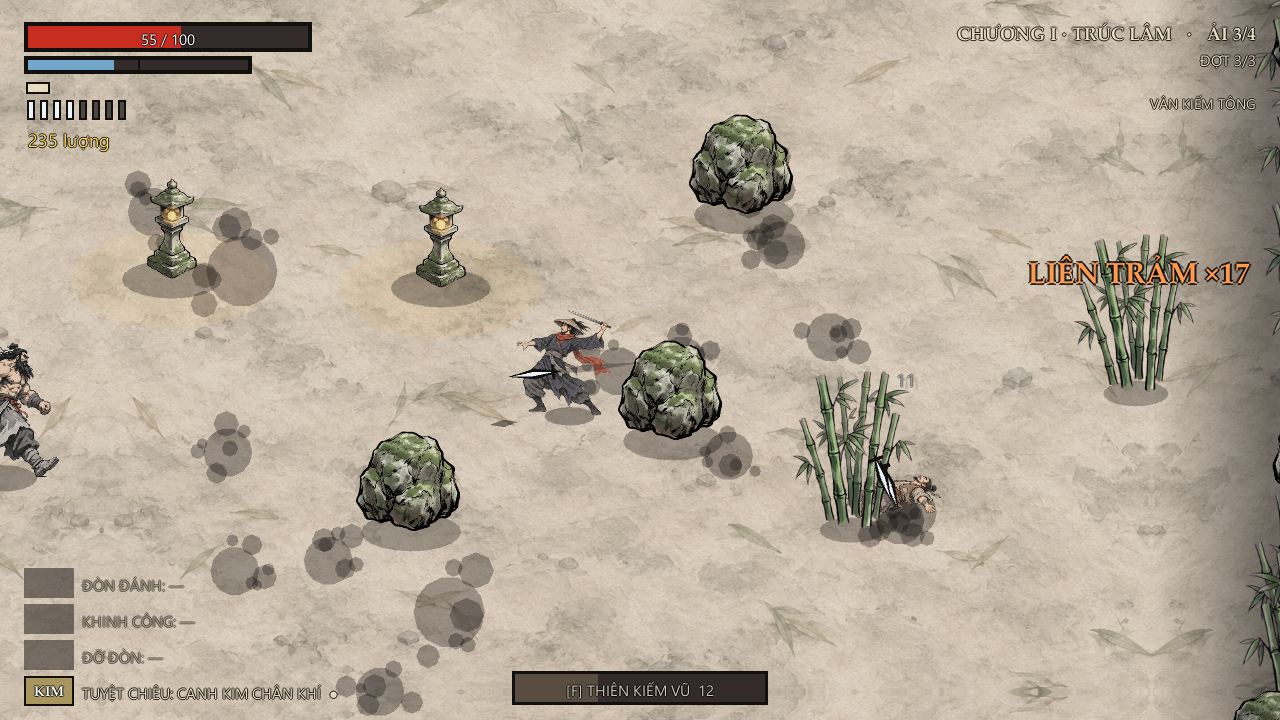 55 / 100
235 lượng
CHƯƠNG I · TRÚC LÂM · ẢI 3/4
ĐỢT 3/3
VÂN KIẾM TÔNG
LIÊN TRẢM ×17
11
ĐÒN ĐÁNH: —
KHINH CÔNG: —
ĐỠ ĐÒN: —
KIM TUYỆT CHIÊU: CANH KIM CHÂN KHÍ
[F] THIÊN KIẾM VŨ 12